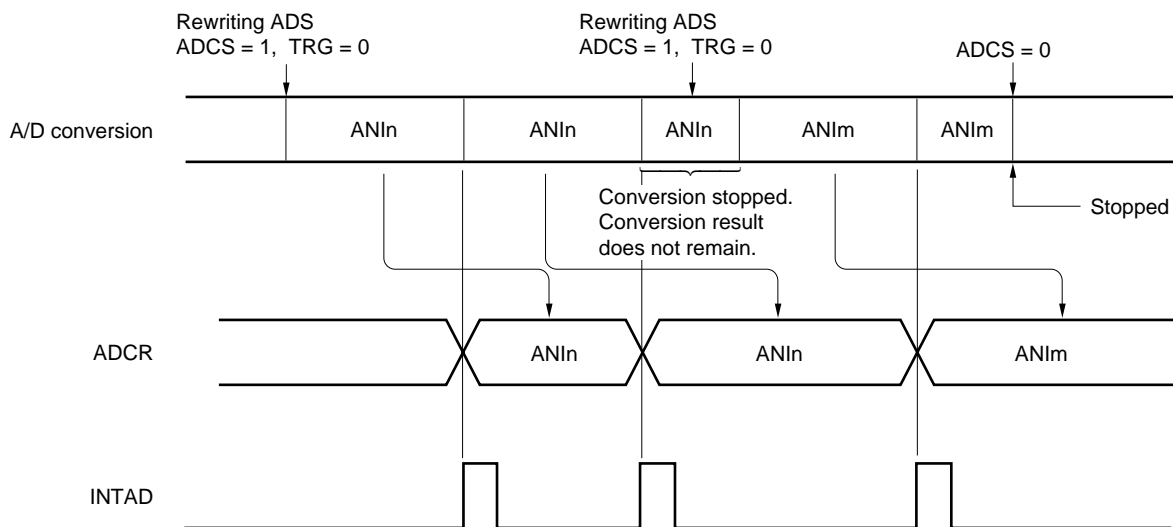 Rewriting ADS
ADCS = 1, TRG = 0
Rewriting ADS
ADCS = 1, TRG = 0
ADCS = 0
A/D conversion
ANIn
ANIn
ANIn
ANIm
ANIm
Conversion stopped.
Conversion result
does not remain.
Stopped
ADCR
ANIn
ANIn
ANIm
INTAD